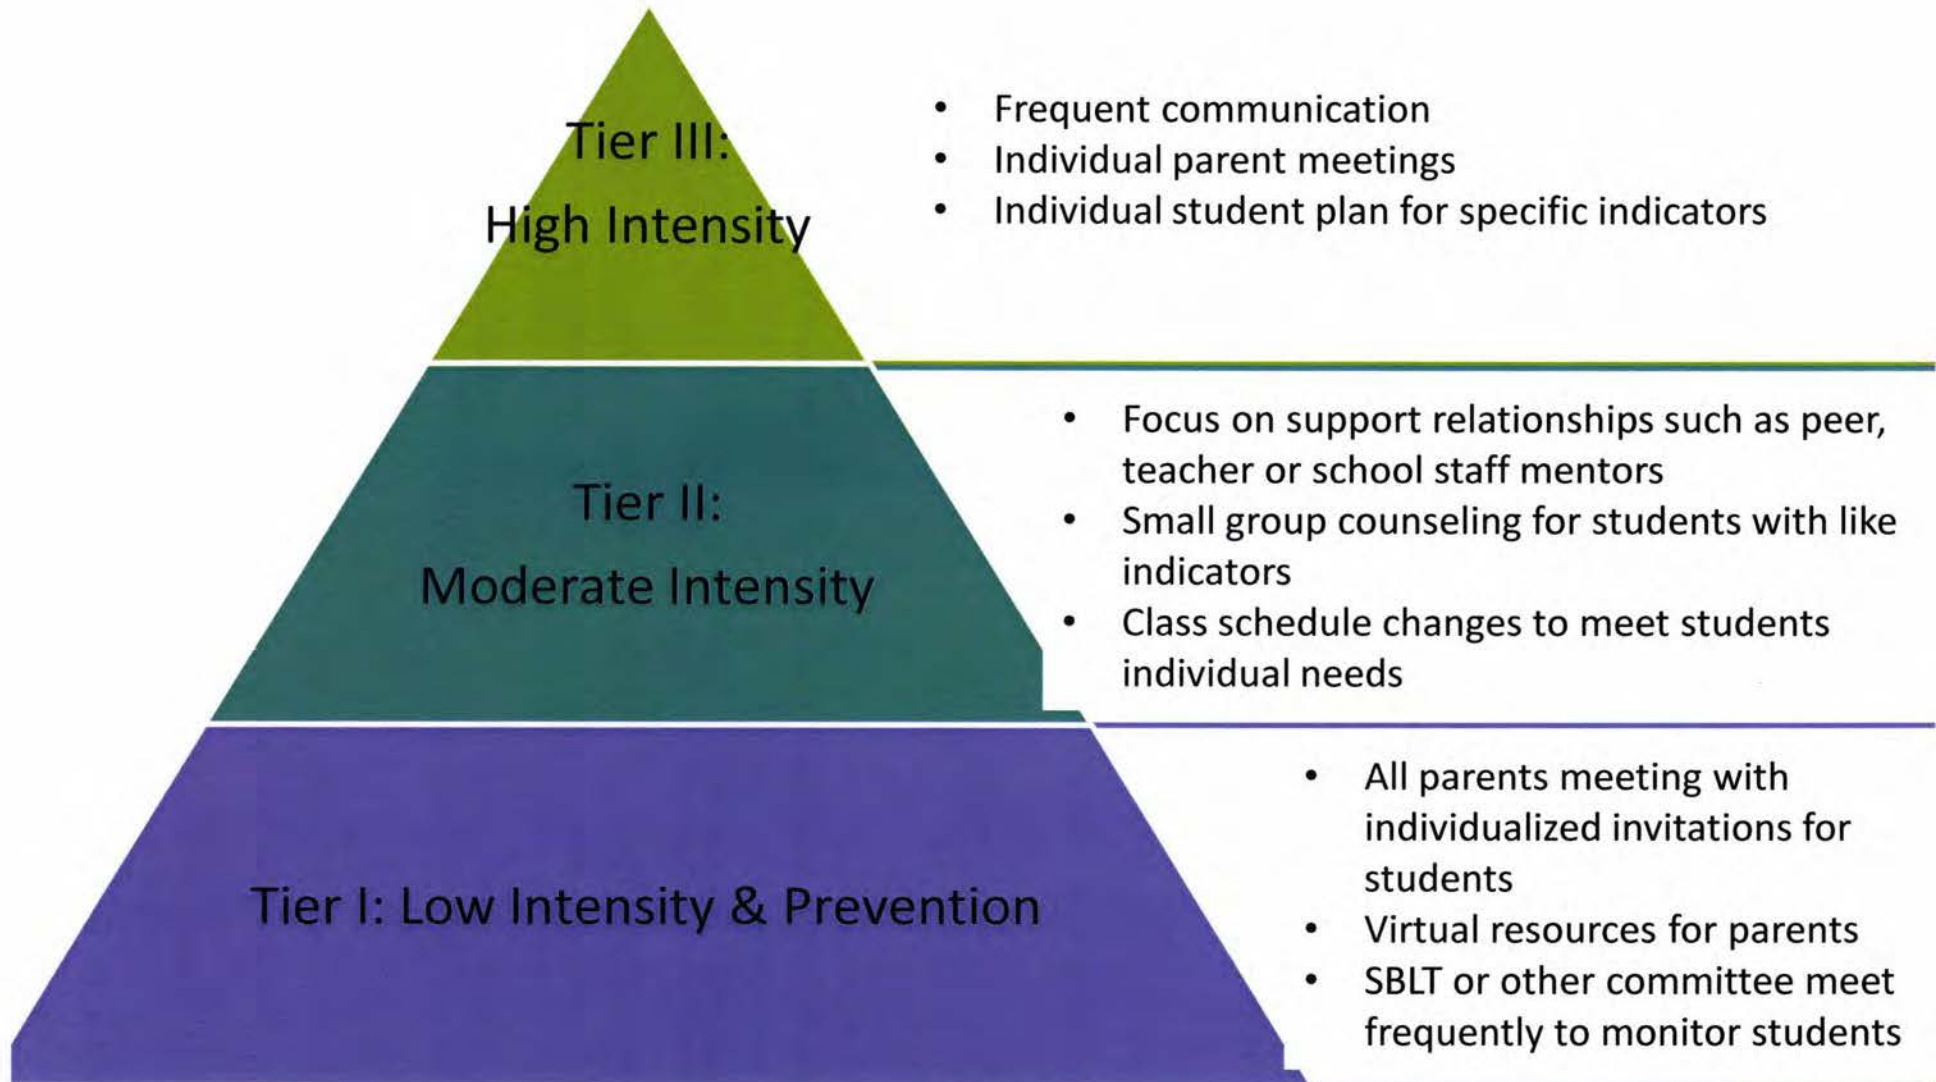 Tier III:
High Intensity
• Frequent communication
• Individual parent meetings
• Individual student plan for specific indicators
Tier II:
Moderate Intensity
• Focus on support relationships such as peer,
teacher or school staff mentors
• Small group counseling for students with like
indicators
• Class schedule changes to meet students
individual needs
Tier I: Low Intensity & Prevention
• All parents meeting with
individualized invitations for
students
• Virtual resources for parents
• SBLT or other committee meet
frequently to monitor students